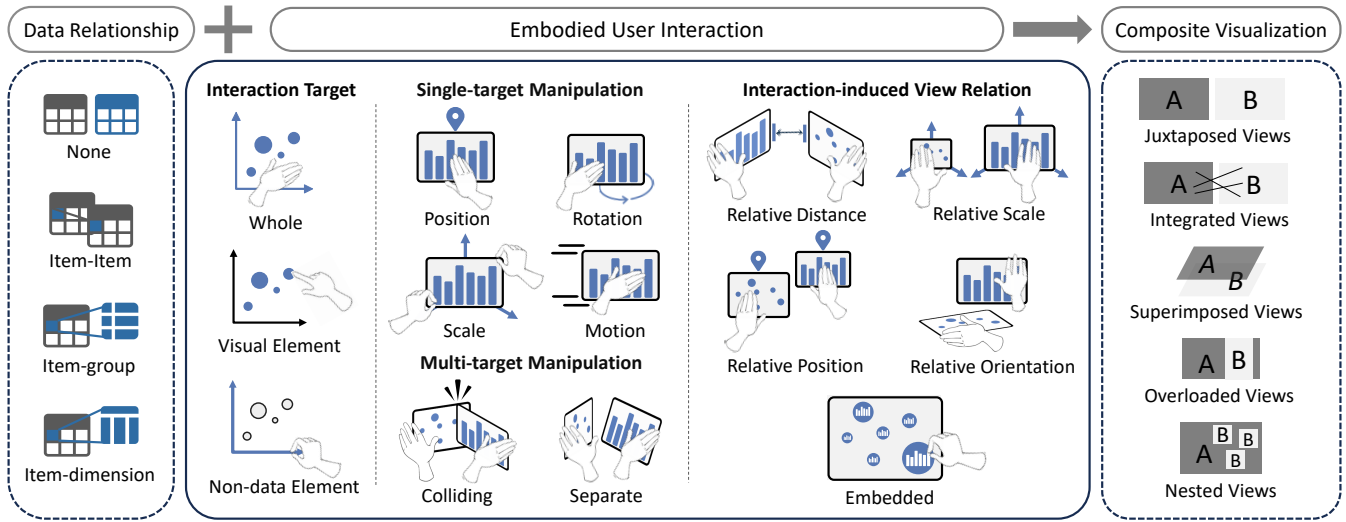 Data Relationship
Embodied User Interaction
Composite Visualization
None
Item-Item
Item-group
Item-dimension
Interaction Target
Whole
Visual Element
Non-data Element
Single-target Manipulation
Position
Rotation
Scale
Motion
Multi-target Manipulation
Colliding
Separate
Interaction-induced View Relation
Relative Distance
Relative Scale
Relative Position
Relative Orientation
Embedded
A B
Juxtaposed Views
A B
Integrated Views
A
B
Superimposed Views
A B
Overloaded Views
A B B B
Nested Views